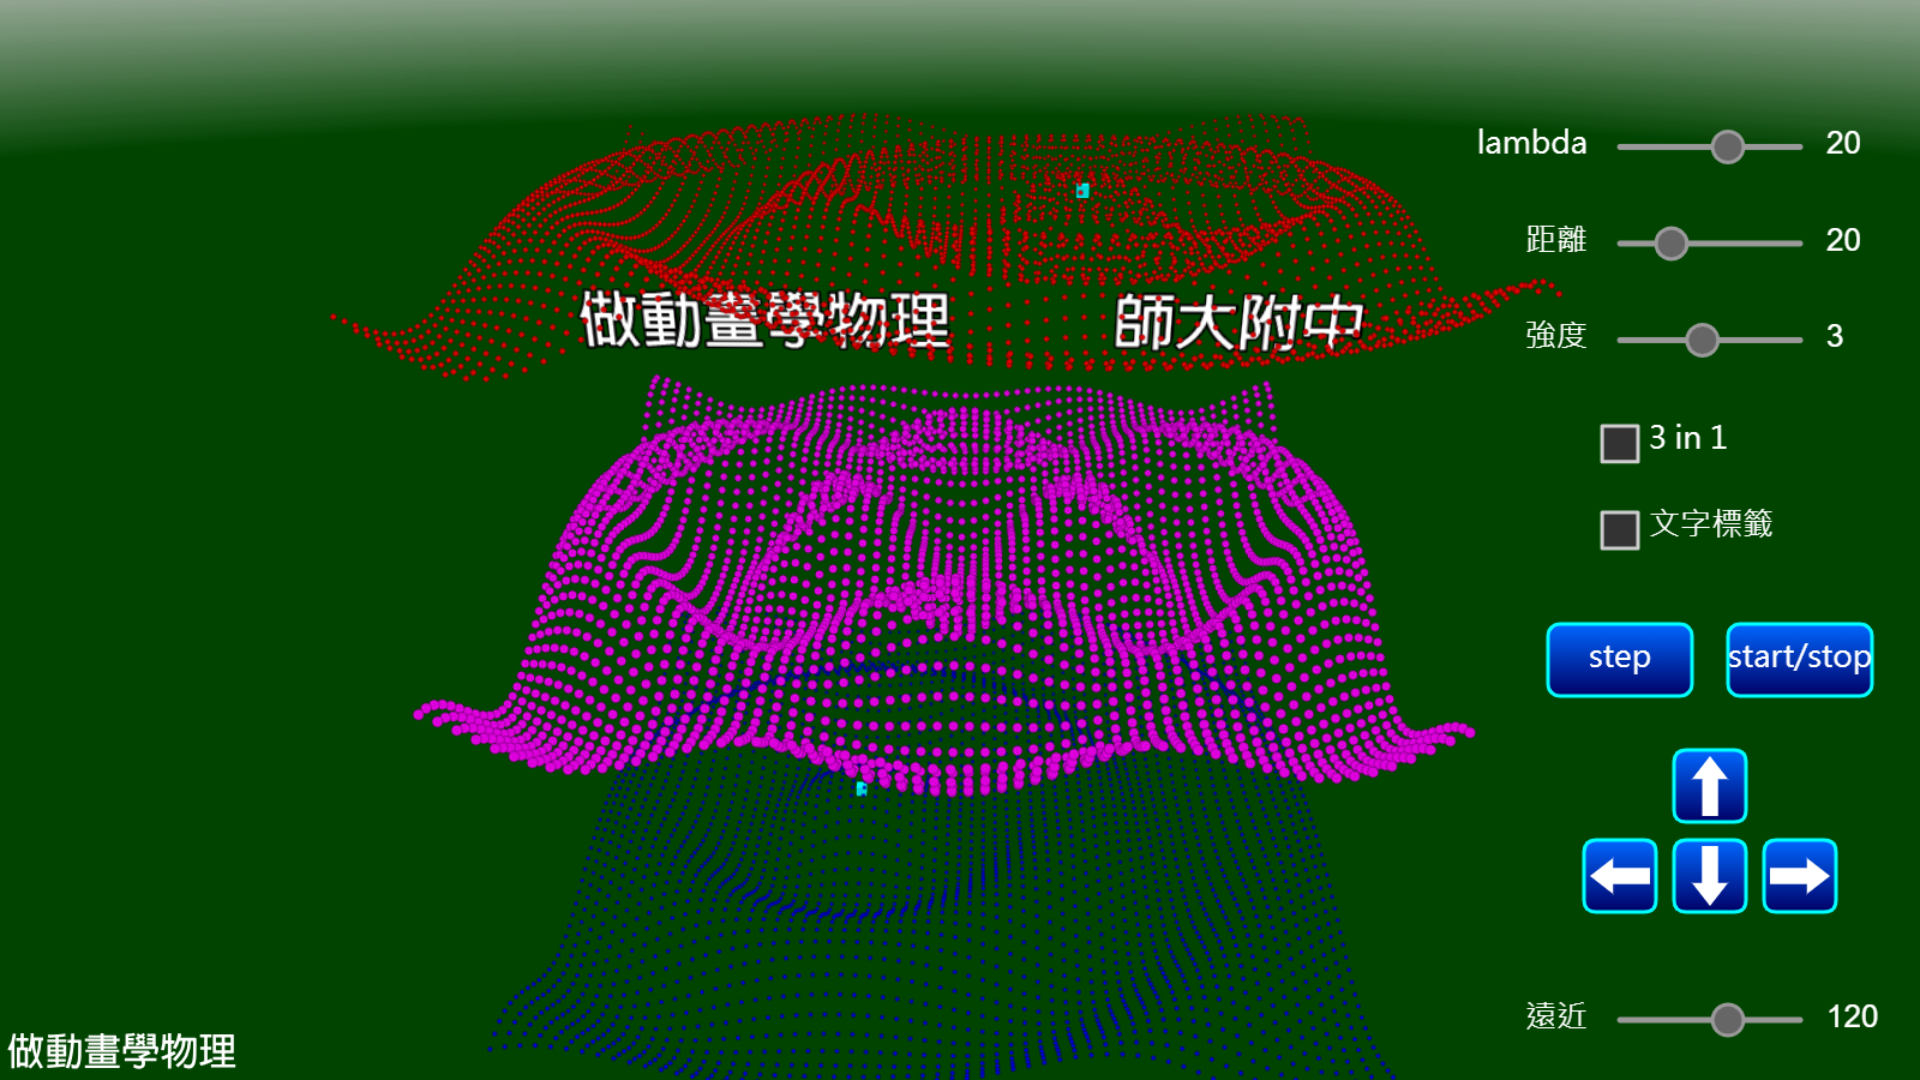 lambda 20
距離 20
強度 3
做動畫學物理 師大附中
3 in 1
文字標籤
step start/stop
遠近 120
做動畫學物理